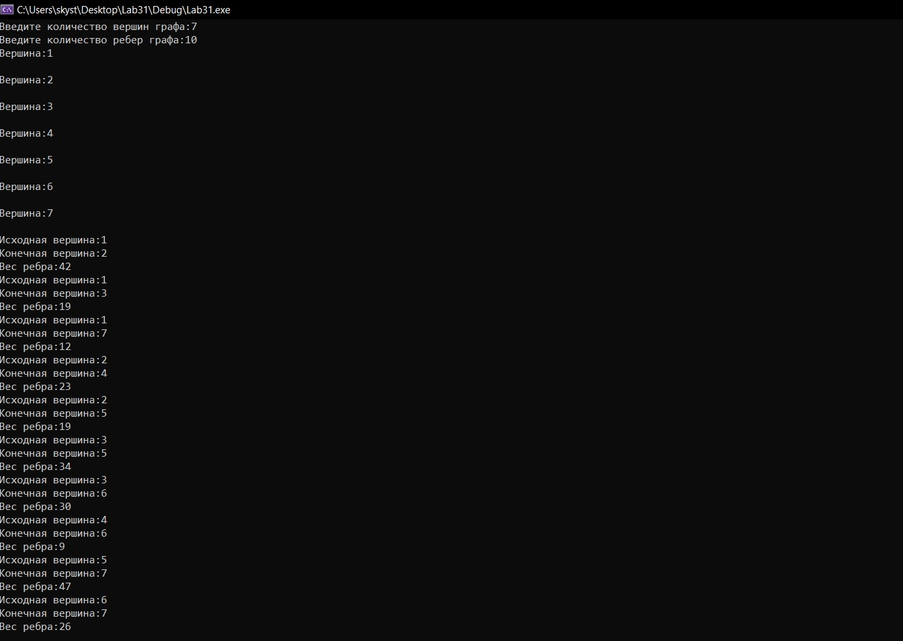 C:\Users\skyst\Desktop\Lab31\Debug\Lab31.exe
Введите количество вершин графа:7
Введите количество ребер графа:10
Вершина:1
Вершина:2
Вершина:3
Вершина:4
Вершина:5
Вершина:6
Вершина:7
Исходная вершина:1
Конечная вершина:2
Вес ребра:42
Исходная вершина:1
Конечная вершина:3
Вес ребра:19
Исходная вершина:1
Конечная вершина:7
Вес ребра:12
Исходная вершина:2
Конечная вершина:4
Вес ребра:23
Исходная вершина:2
Конечная вершина:5
Вес ребра:19
Исходная вершина:3
Конечная вершина:5
Вес ребра:34
Исходная вершина:3
Конечная вершина:6
Вес ребра:30
Исходная вершина:4
Конечная вершина:6
Вес ребра:9
Исходная вершина:5
Конечная вершина:7
Вес ребра:47
Исходная вершина:6
Конечная вершина:7
Вес ребра:26